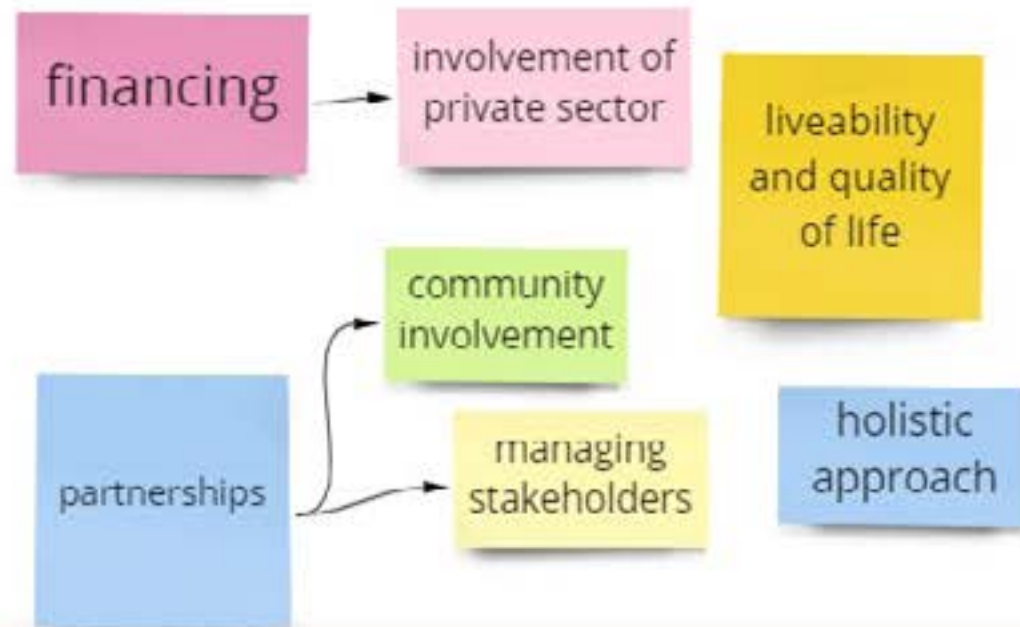 financing
involvement of
private sector
liveability
and quality
of life
community
involvement
partnerships
managing
stakeholders
holistic
approach